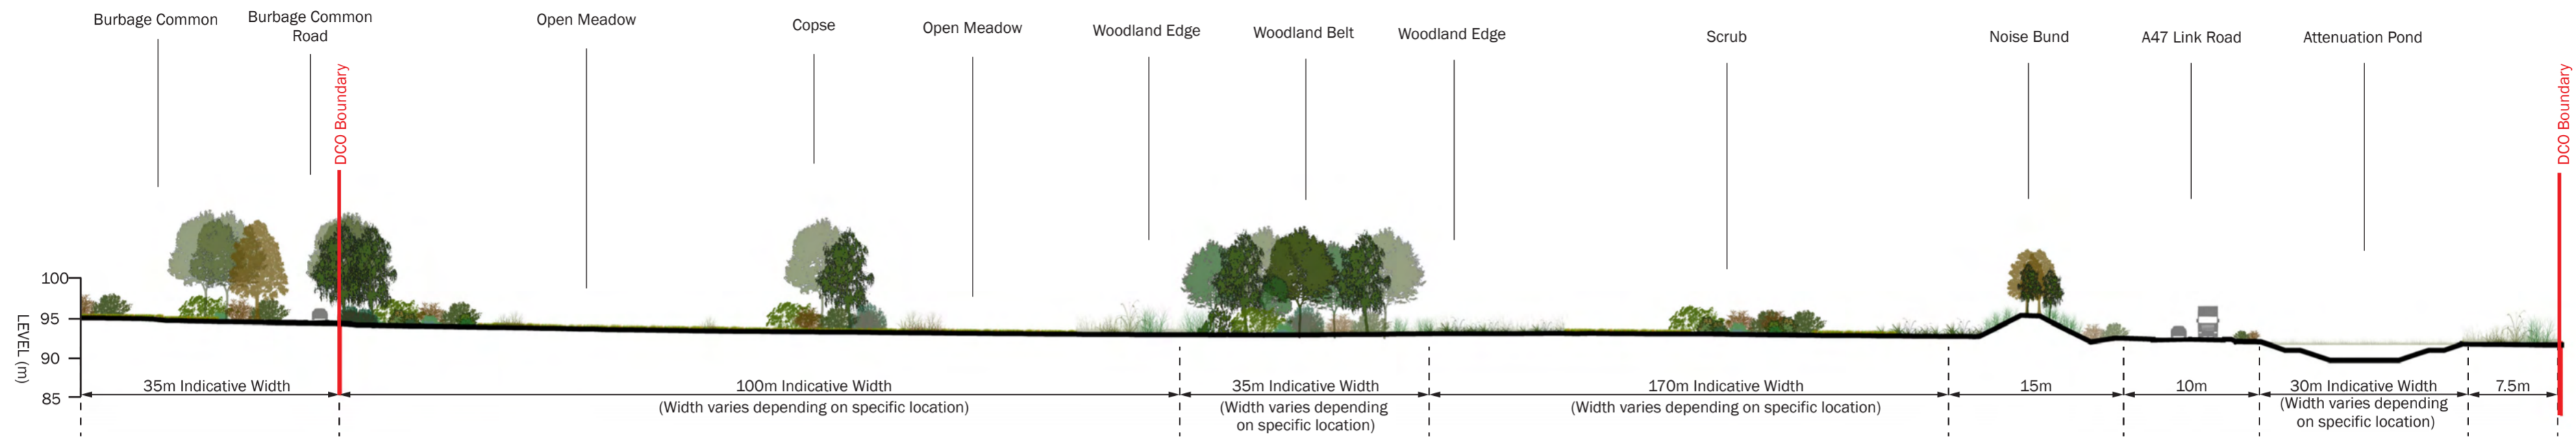 Burbage Common
Burbage Common
Road
DCO Boundary
Open Meadow
Copse
Open Meadow
Woodland Edge
Woodland Belt
Woodland Edge
Scrub
Noise Bund
A47 Link Road
Attenuation Pond
DCO Boundary
LEVEL (m)
100
95
90
85
35m Indicative Width
100m Indicative Width
(Width varies depending on specific location)
35m Indicative Width
(Width varies depending
on specific location)
170m Indicative Width
(Width varies depending on specific location)
15m
10m
30m Indicative Width
(Width varies depending
on specific location)
7.5m